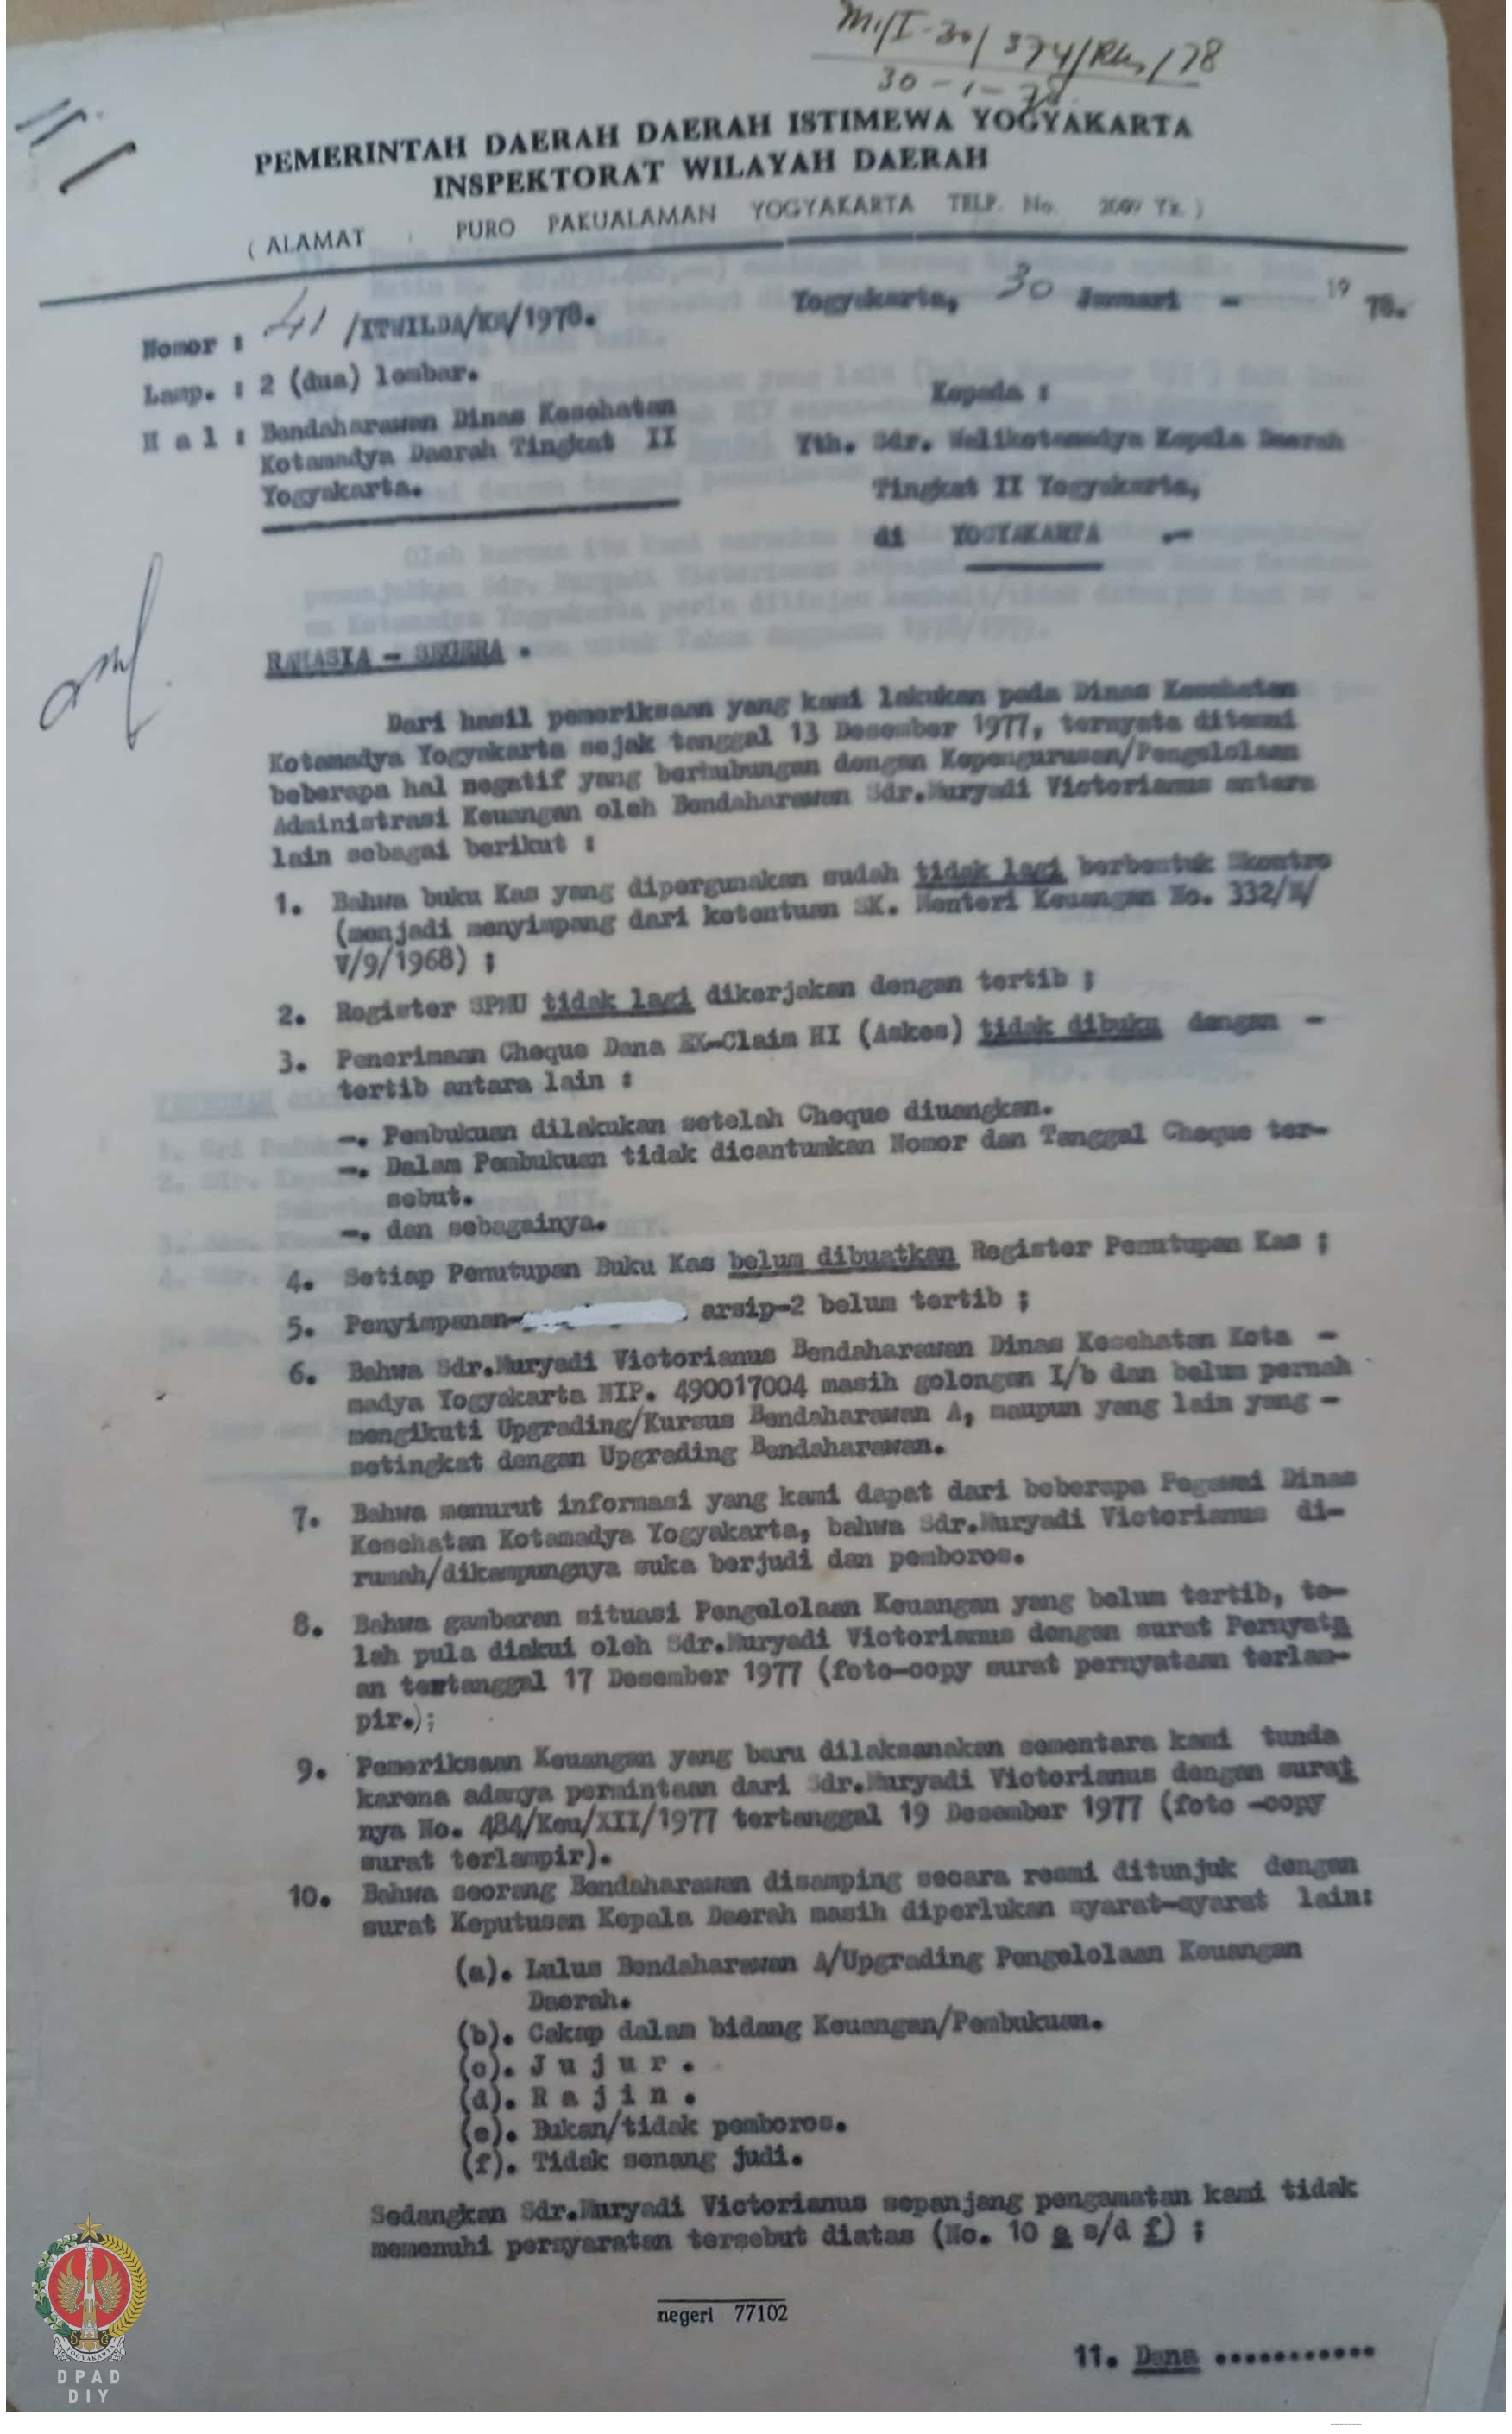 30-1-78
PEMERINTAH DAERAH DAERAH ISTIMEWA YOGYAKARTA
INSPEKTORAT WILAYAH DAERAH
( ALAMAT : PURO PAKUALAMAN YOGYAKARTA TELP. No. 2009 Yk. )
Yogyakarta, 30 Januari - 19 78.
Nomor : 41 /ITWILDA/KH/1978.
Lamp. : 2 (dua) lembar.
Kepada :
H a l : Bendaharawan Dinas Kesehatan
Yth. Sdr. Walikotamadya Kepala Daerah
Kotamadya Daerah Tingkat II
Tingkat II Yogyakarta,
Yogyakarta.
di YOGYAKARTA .-
RAHASIA - SEGERA .
Dari hasil pemeriksaan yang kami lakukan pada Dinas Kesehatan
Kotamadya Yogyakarta sejak tanggal 13 Desember 1977, ternyata ditemui
beberapa hal negatif yang berhubungan dengan Kepengurusan/Pengelolaan
Administrasi Keuangan oleh Bendaharawan Sdr.Muryadi Victorianus antara
lain sebagai berikut :
1. Bahwa buku Kas yang dipergunakan sudah tidak lagi berbentuk Skontro
(menjadi menyimpang dari ketentuan SK. Menteri Keuangan No. 332/M/
V/9/1968) ;
2. Register SPMU tidak lagi dikerjakan dengan tertib ;
3. Penerimaan Cheque Dana EX-Claim HI (Askes) tidak dibuku dengan -
tertib antara lain :
-. Pembukuan dilakukan setelah Cheque diuangkan.
-. Dalam Pembukuan tidak dicantumkan Nomor dan Tanggal Cheque ter-
sebut.
-. dan sebagainya.
4. Setiap Penutupan Buku Kas belum dibuatkan Register Penutupan Kas ;
5. Penyimpanan- arsip-2 belum tertib ;
6. Bahwa Sdr.Muryadi Victorianus Bendaharawan Dinas Kesehatan Kota -
madya Yogyakarta NIP. 490017004 masih golongan I/b dan belum pernah
mengikuti Upgrading/Kursus Bendaharawan A, maupun yang lain yang -
setingkat dengan Upgrading Bendaharawan.
7. Bahwa menurut informasi yang kami dapat dari beberapa Pegawai Dinas
Kesehatan Kotamadya Yogyakarta, bahwa Sdr.Muryadi Victorianus di-
rumah/dikampungnya suka berjudi dan pemboros.
8. Bahwa gambaran situasi Pengelolaan Keuangan yang belum tertib, te-
lah pula diakui oleh Sdr.Muryadi Victorianus dengan surat Pernyata
an tertanggal 17 Desember 1977 (foto-copy surat pernyataan terlam-
pir.);
9. Pemeriksaan Keuangan yang baru dilaksanakan sementara kami tunda
karena adanya permintaan dari Sdr.Muryadi Victorianus dengan surat
nya No. 484/Keu/XII/1977 tertanggal 19 Desember 1977 (foto -copy
surat terlampir).
10. Bahwa seorang Bendaharawan disamping secara resmi ditunjuk dengan
surat Keputusan Kepala Daerah masih diperlukan syarat-syarat lain:
(a). Lulus Bendaharawan A/Upgrading Pengelolaan Keuangan
Daerah.
(b). Cakap dalam bidang Keuangan/Pembukuan.
(c). J u j u r .
(d). R a j i n .
(e). Bukan/tidak pemboros.
(f). Tidak senang judi.
Sedangkan Sdr.Muryadi Victorianus sepanjang pengamatan kami tidak
memenuhi persyaratan tersebut diatas (No. 10 a s/d f) ;
negeri 77102
11. Dana ............
YOGYAKARTA
DPAD
DIY